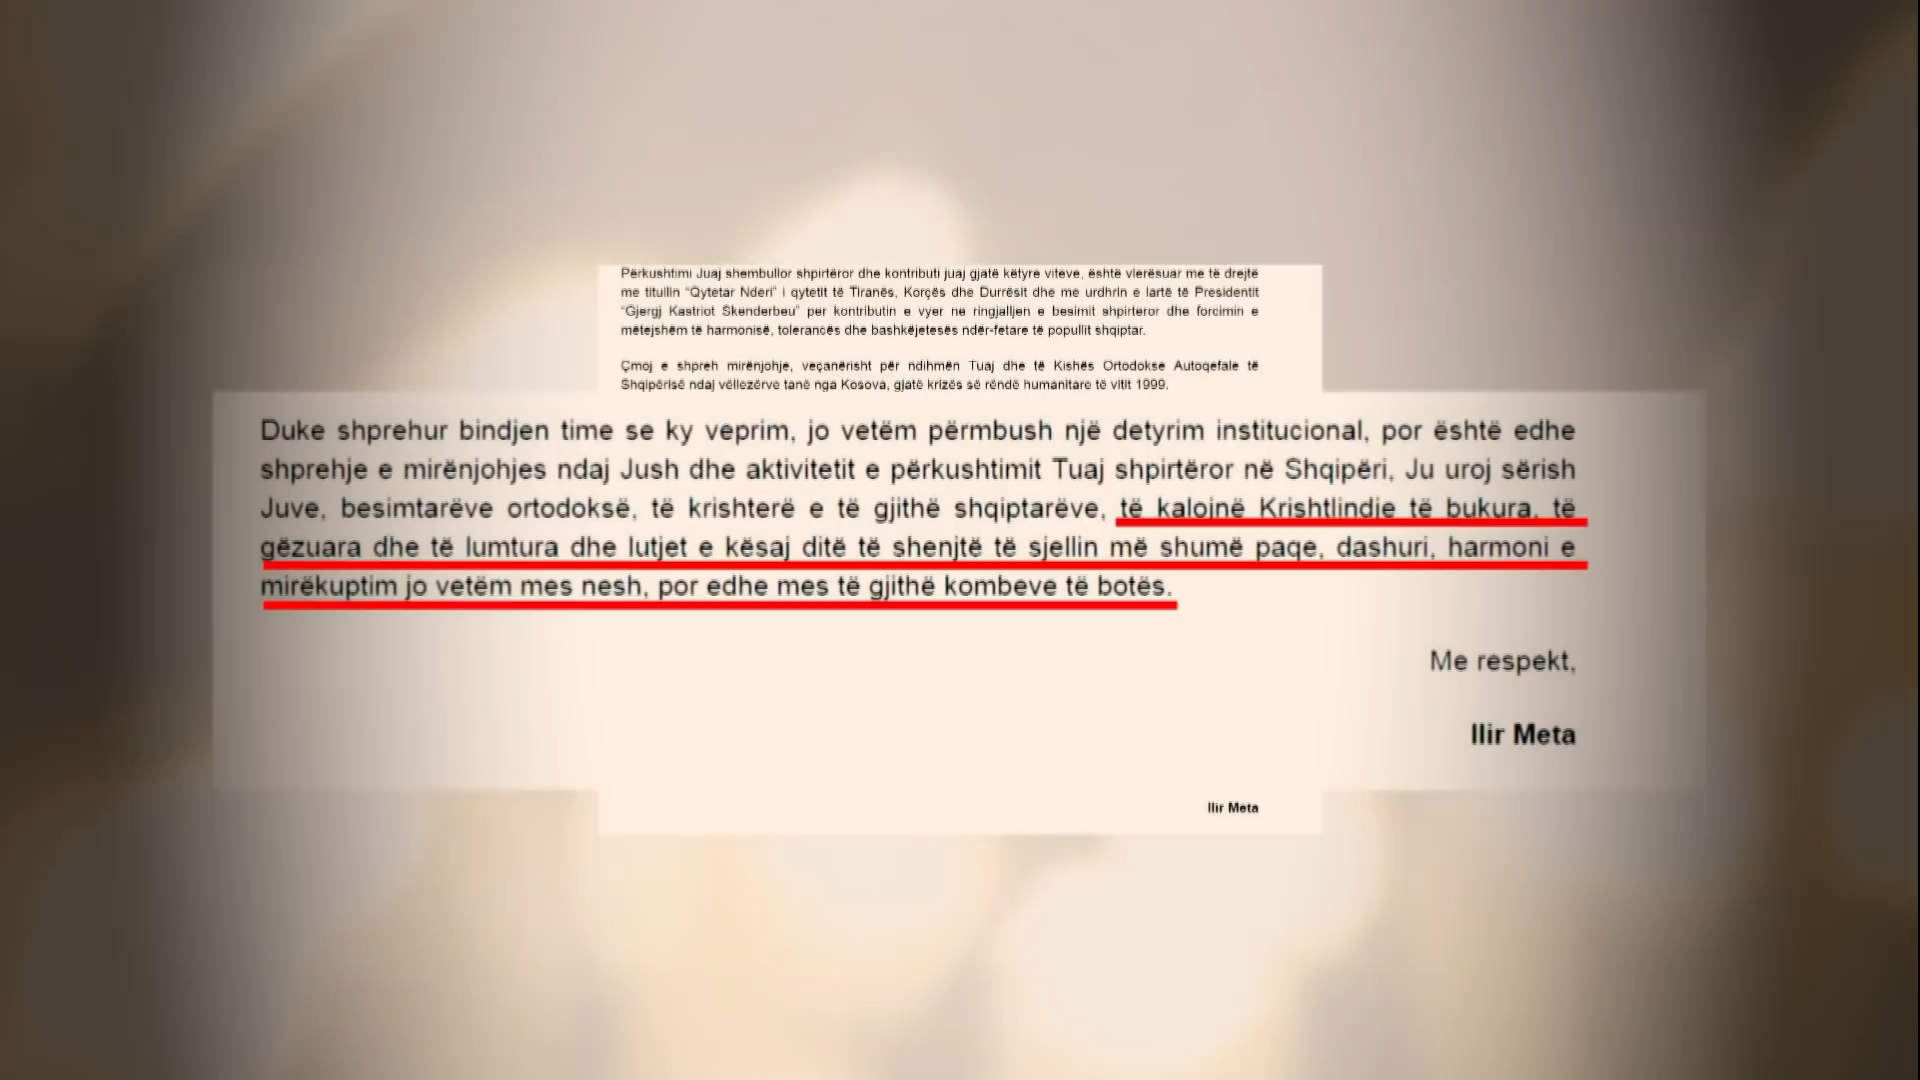 Përkushtimi Juaj shembullor shpirtëror dhe kontributi juaj gjatë këtyre viteve, është vlerësuar me të drejtë
me titullin “Qytetar Nderi” i qytetit të Tiranës, Korçës dhe Durrësit dhe me urdhrin e lartë të Presidentit
“Gjergj Kastriot Skenderbeu” per kontributin e vyer ne ringjalljen e besimit shpirteror dhe forcimin e
mëtejshëm të harmonisë, tolerancës dhe bashkëjetesës ndër-fetare të popullit shqiptar.
Çmoj e shpreh mirënjohje, veçanërisht për ndihmën Tuaj dhe të Kishës Ortodokse Autoqefale të
Shqipërisë ndaj vëllezërve tanë nga Kosova, gjatë krizës së rëndë humanitare të vitit 1999.
Duke shprehur bindjen time se ky veprim, jo vetëm përmbush një detyrim institucional, por është edhe
shprehje e mirënjohjes ndaj Jush dhe aktivitetit e përkushtimit Tuaj shpirtëror në Shqipëri, Ju uroj sërish
Juve, besimtarëve ortodoksë, të krishterë e të gjithë shqiptarëve, të kalojnë Krishtlindje të bukura, të
gëzuara dhe të lumtura dhe lutjet e kësaj ditë të shenjtë të sjellin më shumë paqe, dashuri, harmoni e
mirëkuptim jo vetëm mes nesh, por edhe mes të gjithë kombeve të botës.
Me respekt,
Ilir Meta
Ilir Meta